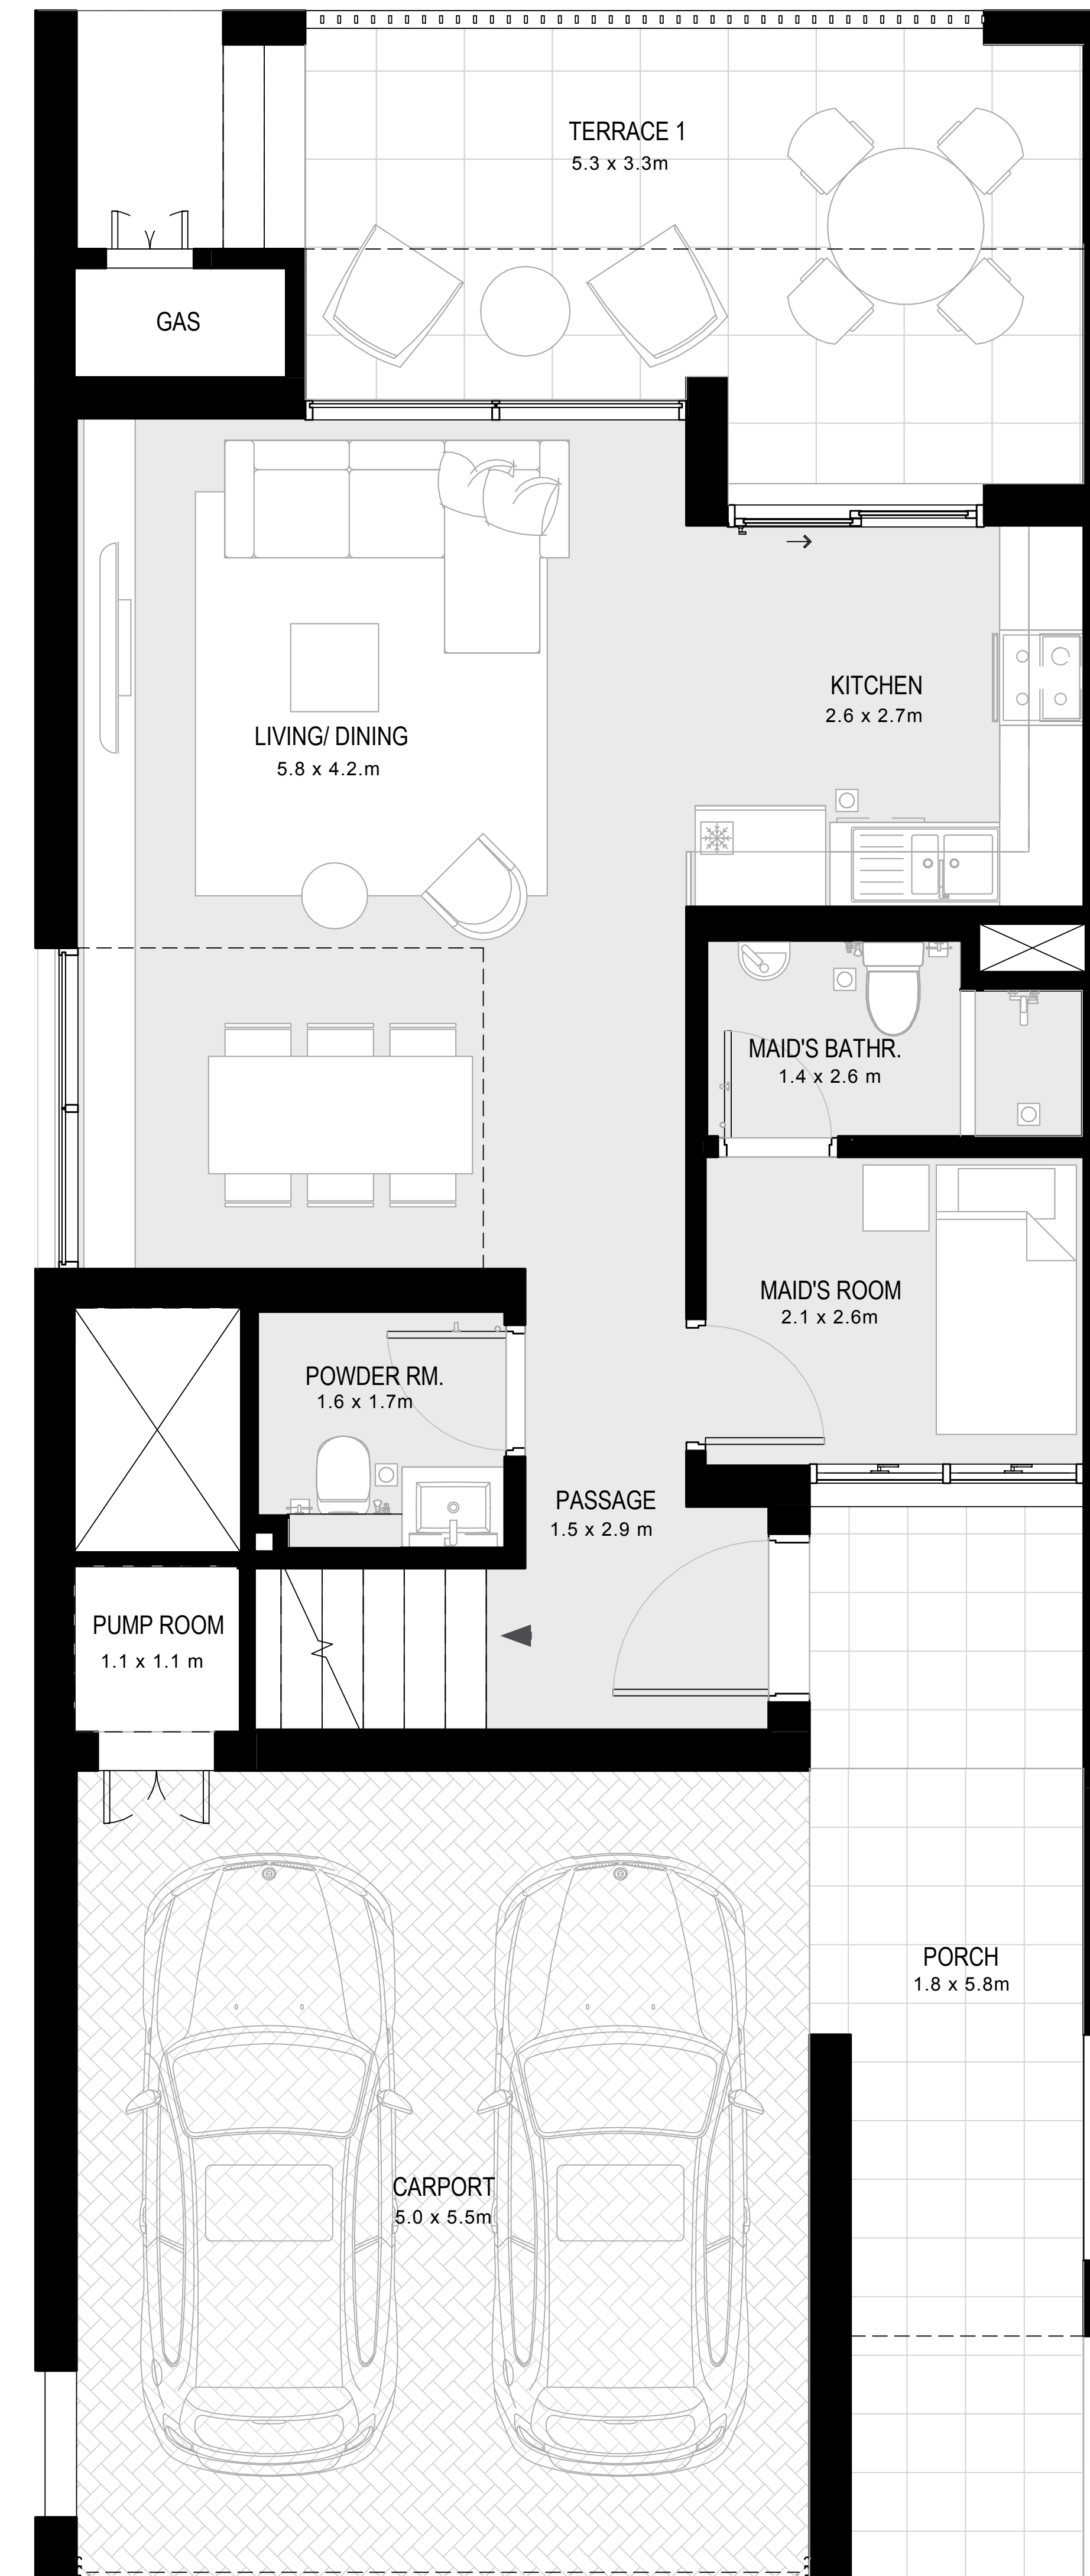 TERRACE 1
5.3 x 3.3m
GAS
KITCHEN
2.6 x 2.7m
LIVING/ DINING
5.8 x 4.2.m
MAID'S BATHR.
1.4 x 2.6 m
MAID'S ROOM
2.1 x 2.6m
POWDER RM.
1.6 x 1.7m
PASSAGE
1.5 x 2.9 m
PUMP ROOM
1.1 x 1.1 m
PORCH
1.8 x 5.8m
CARPORT
5.0 x 5.5m